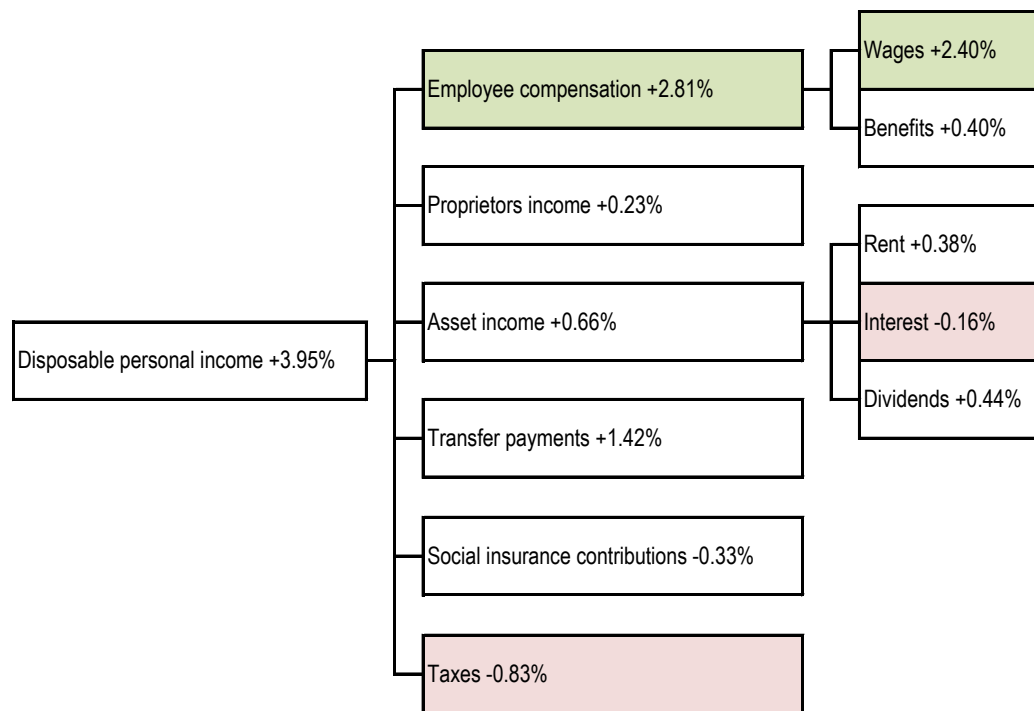 Disposable personal income +3.95%
Employee compensation +2.81%
Wages +2.40%
Benefits +0.40%
Proprietors income +0.23%
Asset income +0.66%
Rent +0.38%
Interest -0.16%
Dividends +0.44%
Transfer payments +1.42%
Social insurance contributions -0.33%
Taxes -0.83%